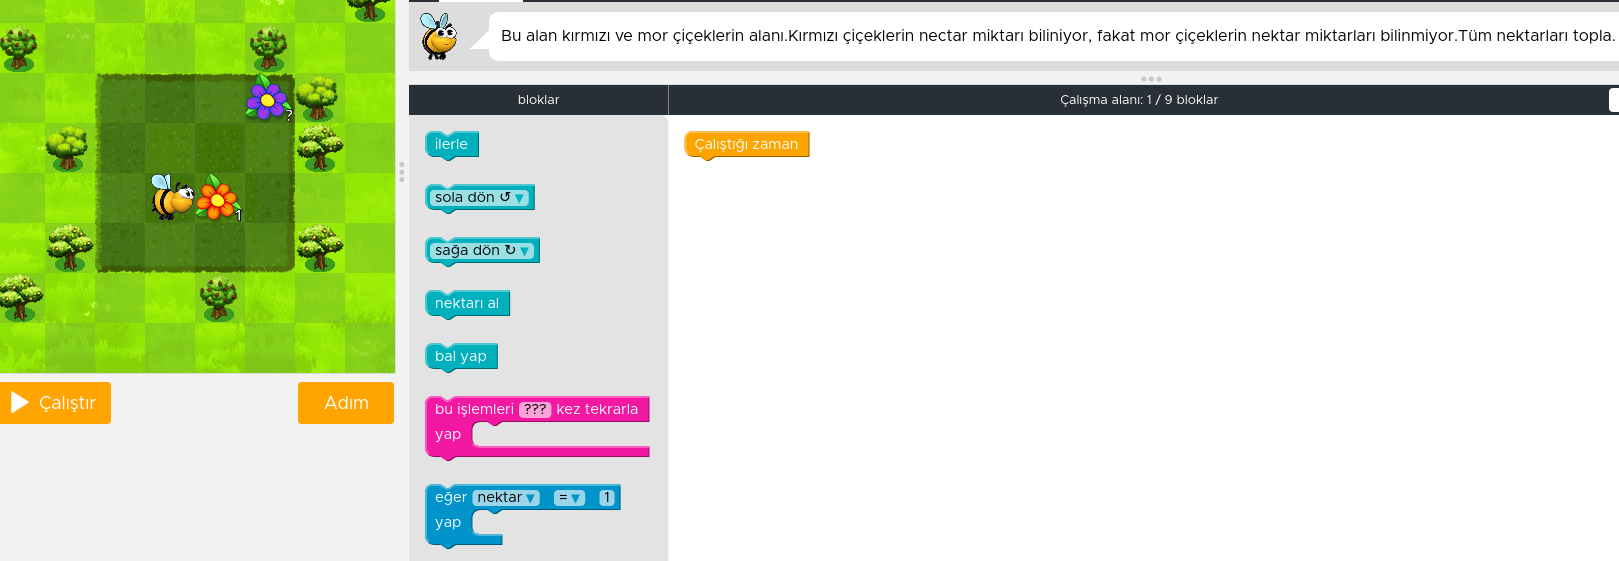 Bu alan kırmızı ve mor çiçeklerin alanı.Kırmızı çiçeklerin nectar miktarı biliniyor, fakat mor çiçeklerin nektar miktarları bilinmiyor.Tüm nektarları topla.
bloklar
Çalışma alanı: 1 / 9 bloklar
?
1
Çalıştır
Adım
ilerle
sola dön ↺ ▼
sağa dön ↻ ▼
nektarı al
bal yap
bu işlemleri ??? kez tekrarla
yap
eğer nektar ▼ = ▼ 1
yap
Çalıştığı zaman